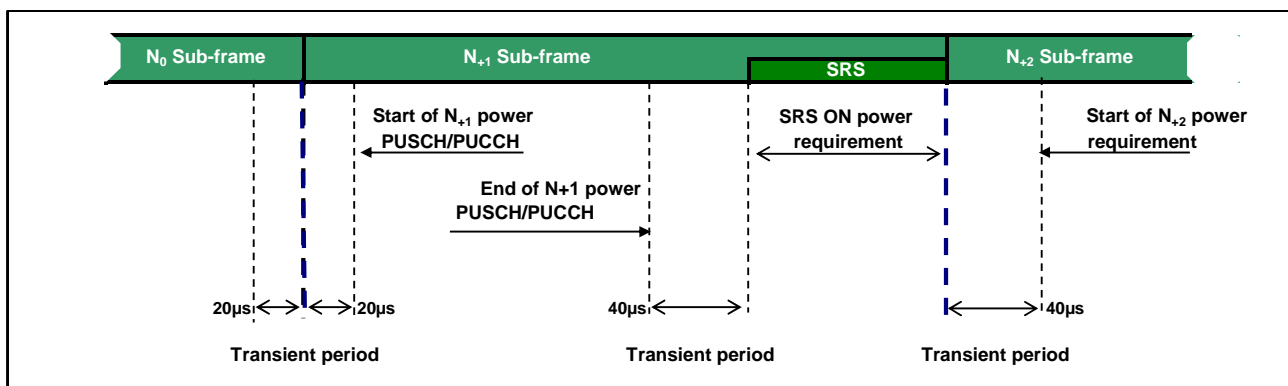 N0 Sub-frame
N+1 Sub-frame
SRS
N+2 Sub-frame
Start of N+1 power
PUSCH/PUCCH
SRS ON power
requirement
Start of N+2 power
requirement
End of N+1 power
PUSCH/PUCCH
20µs
20µs
40µs
40µs
Transient period
Transient period
Transient period